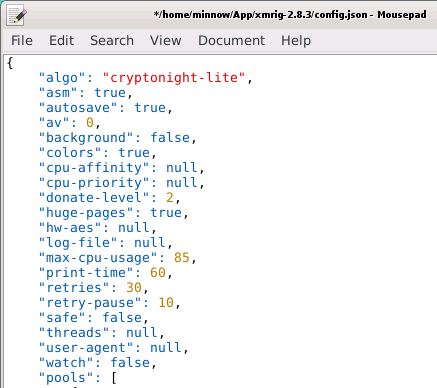 */home/minnow/App/xmrig-2.8.3/config.json - Mousepad
File Edit Search View Document Help
{
"algo": "cryptonight-lite",
"asm": true,
"autosave": true,
"av": 0,
"background": false,
"colors": true,
"cpu-affinity": null,
"cpu-priority": null,
"donate-level": 2,
"huge-pages": true,
"hw-aes": null,
"log-file": null,
"max-cpu-usage": 85,
"print-time": 60,
"retries": 30,
"retry-pause": 10,
"safe": false,
"threads": null,
"user-agent": null,
"watch": false,
"pools": [